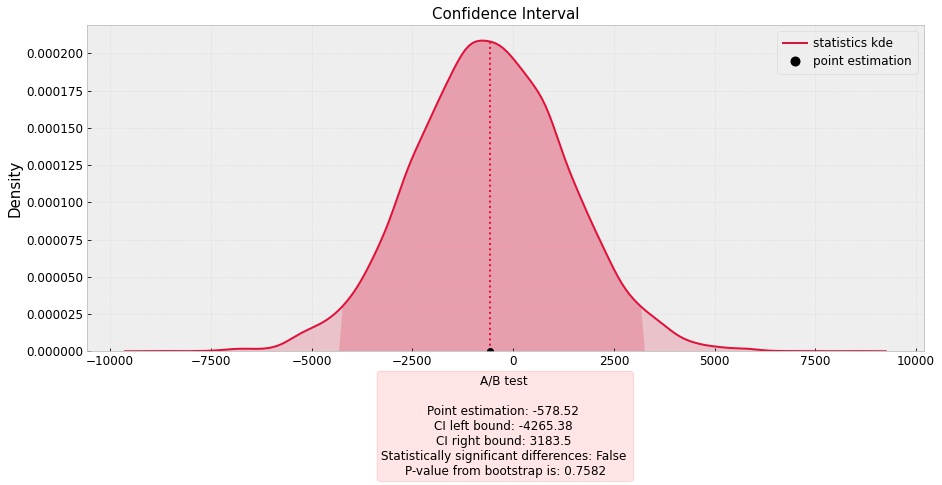 Confidence Interval
statistics kde
point estimation
Density
0.000200
0.000175
0.000150
0.000125
0.000100
0.000075
0.000050
0.000025
0.000000
−10000 −7500 −5000 −2500 0 2500 5000 7500 10000
A/B test
Point estimation: -578.52
CI left bound: -4265.38
CI right bound: 3183.5
Statistically significant differences: False
P-value from bootstrap is: 0.7582